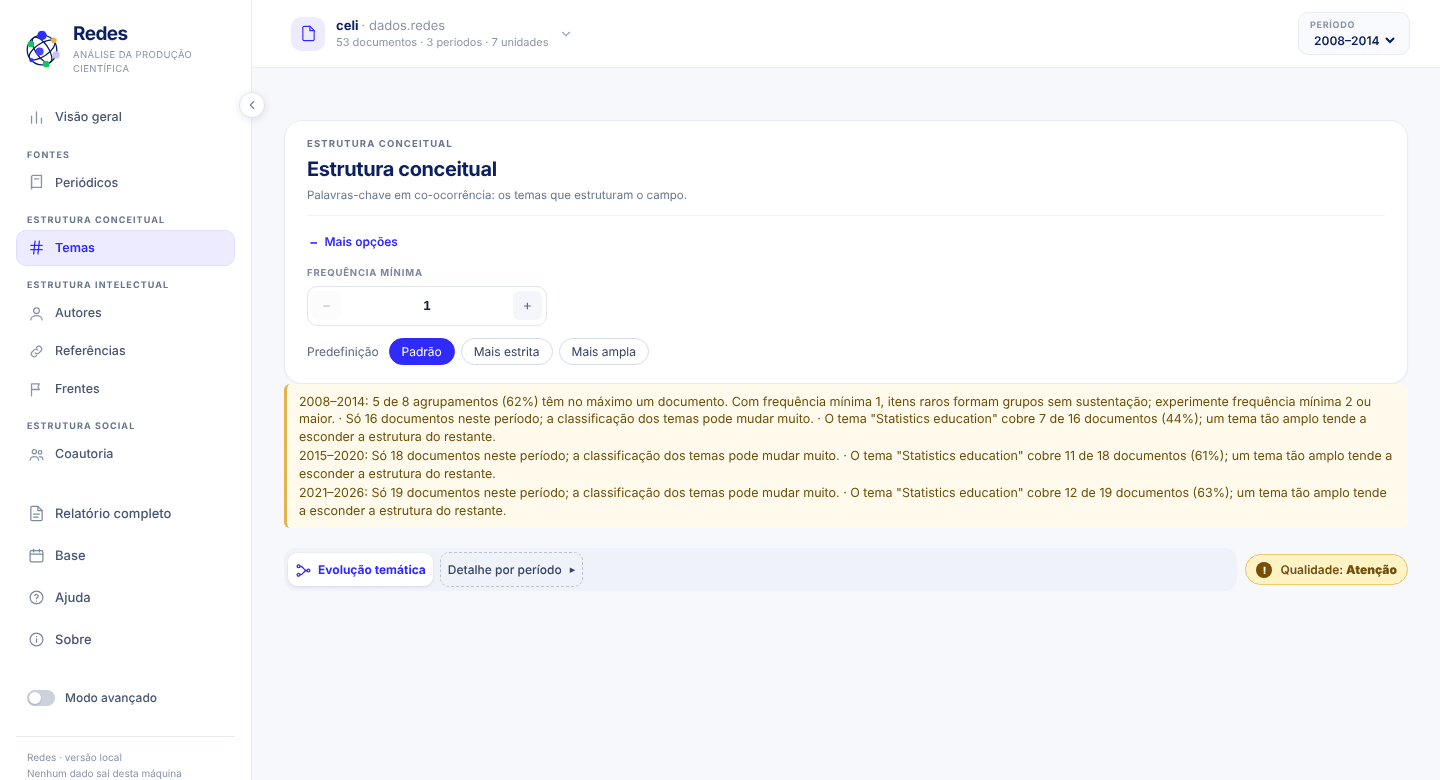 Redes
ANÁLISE DA PRODUÇÃO
CIENTÍFICA
celi · dados.redes
53 documentos · 3 períodos · 7 unidades
PERÍODO
2008–2014
Visão geral
FONTES
Periódicos
ESTRUTURA CONCEITUAL
Temas
ESTRUTURA INTELECTUAL
Autores
Referências
Frentes
ESTRUTURA SOCIAL
Coautoria
Relatório completo
Base
Ajuda
Sobre
Modo avançado
Redes · versão local
Nenhum dado sai desta máquina
ESTRUTURA CONCEITUAL
Estrutura conceitual
Palavras-chave em co-ocorrência: os temas que estruturam o campo.
– Mais opções
FREQUÊNCIA MÍNIMA
− 1 +
Predefinição Padrão Mais estrita Mais ampla
2008–2014: 5 de 8 agrupamentos (62%) têm no máximo um documento. Com frequência mínima 1, itens raros formam grupos sem sustentação; experimente frequência mínima 2 ou
maior. · Só 16 documentos neste período; a classificação dos temas pode mudar muito. · O tema "Statistics education" cobre 7 de 16 documentos (44%); um tema tão amplo tende a
esconder a estrutura do restante.
2015–2020: Só 18 documentos neste período; a classificação dos temas pode mudar muito. · O tema "Statistics education" cobre 11 de 18 documentos (61%); um tema tão amplo tende a
esconder a estrutura do restante.
2021–2026: Só 19 documentos neste período; a classificação dos temas pode mudar muito. · O tema "Statistics education" cobre 12 de 19 documentos (63%); um tema tão amplo tende
a esconder a estrutura do restante.
Evolução temática Detalhe por período ▸ ! Qualidade: Atenção